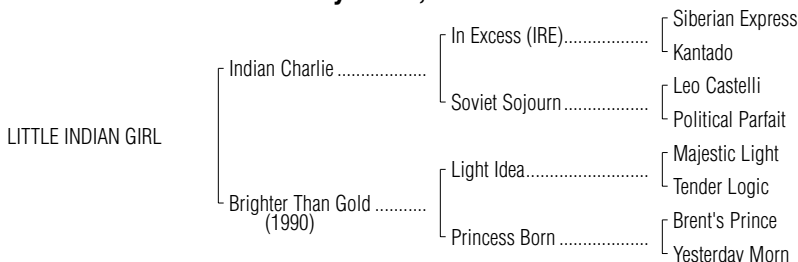 Siberian Express
In Excess (IRE)..................
Kantado
Indian Charlie ....................
Leo Castelli
Soviet Sojourn..................
Political Parfait
LITTLE INDIAN GIRL
Majestic Light
Light Idea..........................
Tender Logic
Brighter Than Gold ...........
(1990)
Brent's Prince
Princess Born ...................
Yesterday Morn